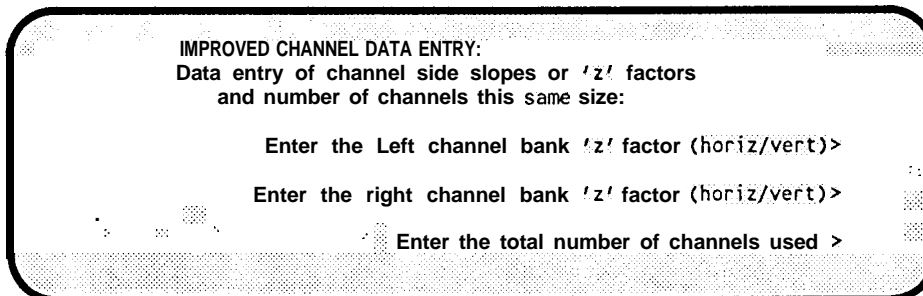 IMPROVED CHANNEL DATA ENTRY:
Data entry of channel side slopes or 'z' factors
and number of channels this same size:
Enter the Left channel bank 'z' factor (horiz/vert)>
Enter the right channel bank 'z' factor (horiz/vert)>
Enter the total number of channels used >